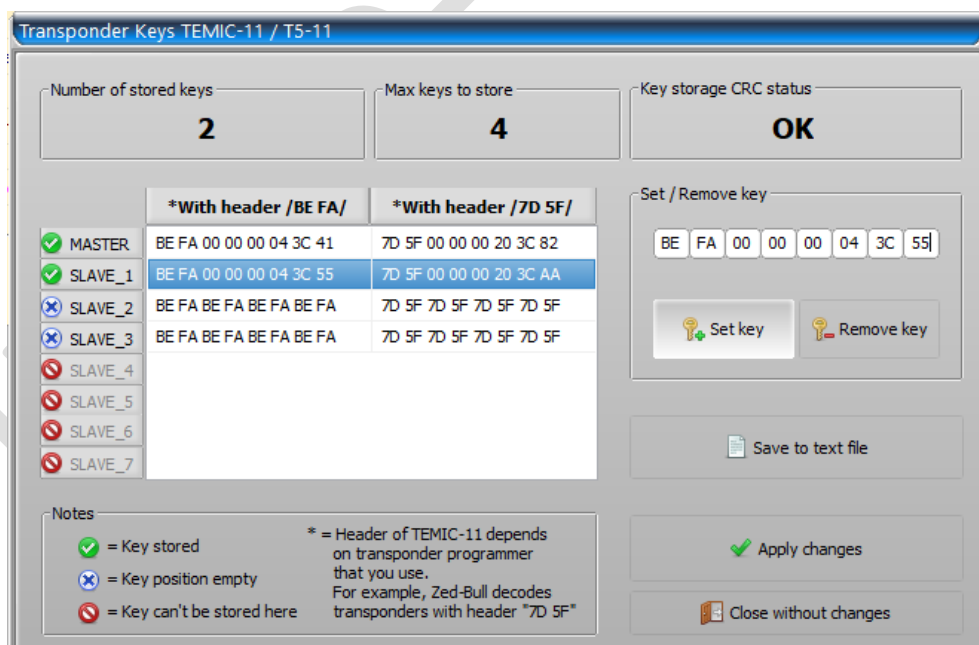 Transponder Keys TEMIC-11 / T5-11
Number of stored keys
2
Max keys to store
4
Key storage CRC status
OK
*With header /BE FA/ *With header /7D 5F/
MASTER BE FA 00 00 00 04 3C 41 7D 5F 00 00 00 20 3C 82
SLAVE_1 BE FA 00 00 00 04 3C 55 7D 5F 00 00 00 20 3C AA
SLAVE_2 BE FA BE FA BE FA BE FA 7D 5F 7D 5F 7D 5F 7D 5F
SLAVE_3 BE FA BE FA BE FA BE FA 7D 5F 7D 5F 7D 5F 7D 5F
SLAVE_4
SLAVE_5
SLAVE_6
SLAVE_7
Set / Remove key
BE FA 00 00 00 04 3C 55
Set key Remove key
Save to text file
Notes
= Key stored
= Key position empty
= Key can't be stored here
* = Header of TEMIC-11 depends
on transponder programmer
that you use.
For example, Zed-Bull decodes
transponders with header "7D 5F"
Apply changes
Close without changes